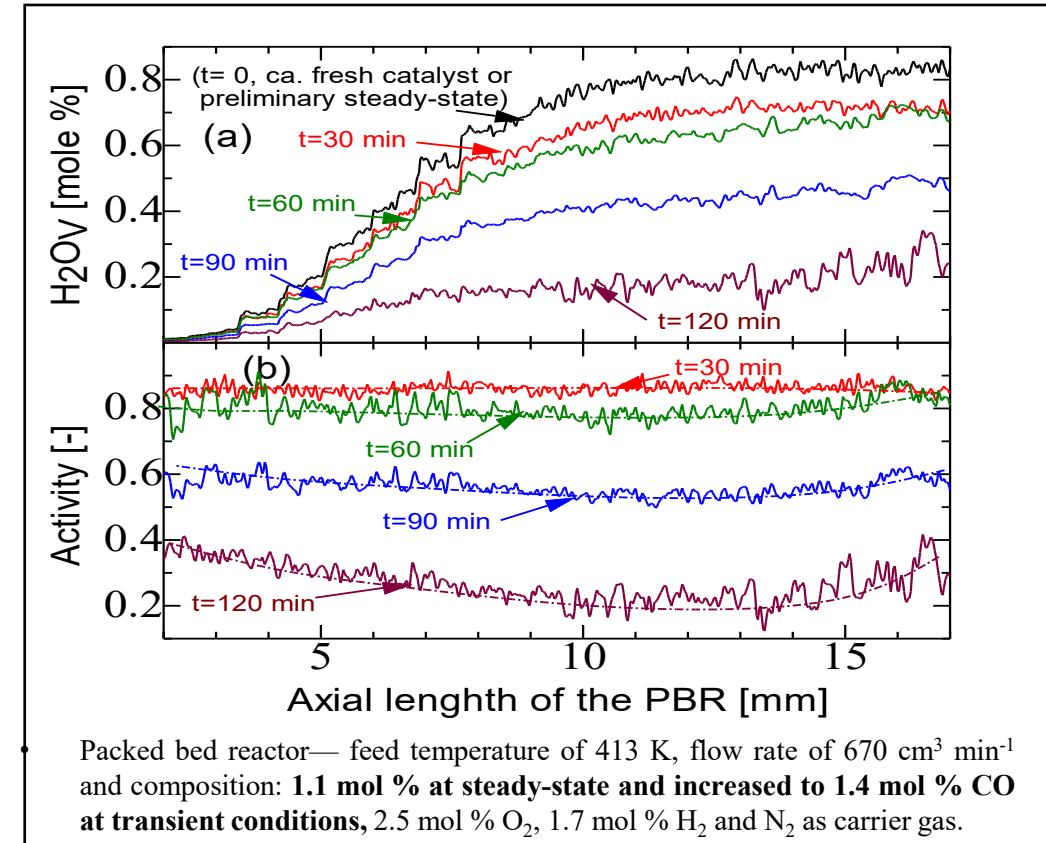 0.8
0.6
0.4
0.2
H2OV [mole %]
(t= 0, ca. fresh catalyst or
preliminary steady-state)
(a)
t=30 min
t=60 min
t=90 min
t=120 min
0.8
0.6
0.4
0.2
Activity [-]
(b)
t=30 min
t=60 min
t=90 min
t=120 min
5 10 15
Axial lenghth of the PBR [mm]
• Packed bed reactor— feed temperature of 413 K, flow rate of 670 cm³ min⁻¹
and composition: 1.1 mol % at steady-state and increased to 1.4 mol % CO
at transient conditions, 2.5 mol % O₂, 1.7 mol % H₂ and N₂ as carrier gas.